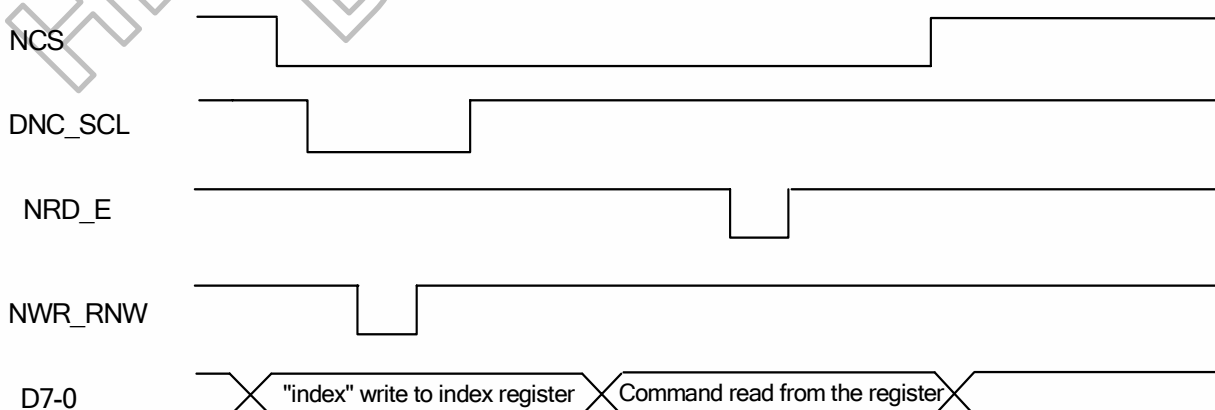 NCS
DNC_SCL
NRD_E
NWR_RNW
D7-0 "index" write to index register Command read from the register